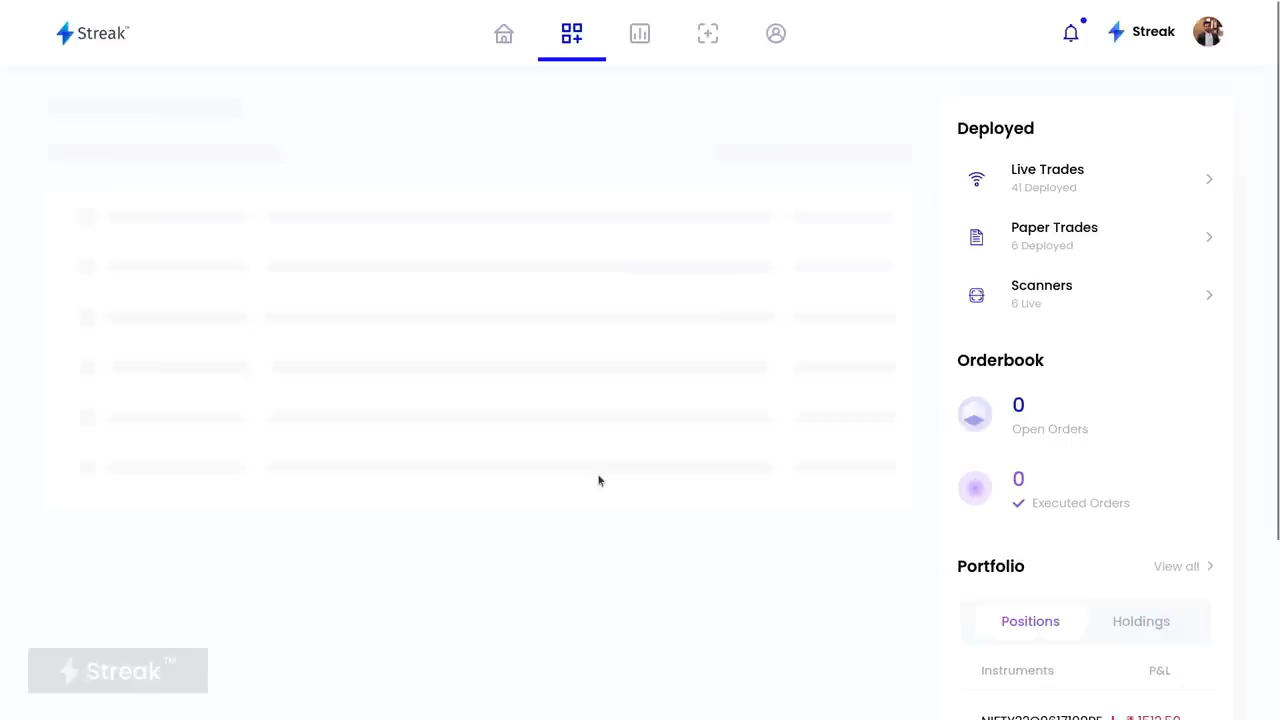 Streak™
Streak
Deployed
Live Trades
41 Deployed
Paper Trades
6 Deployed
Scanners
6 Live
Orderbook
0
Open Orders
0
Executed Orders
Portfolio
View all
Positions
Holdings
Instruments
P&L
Streak™